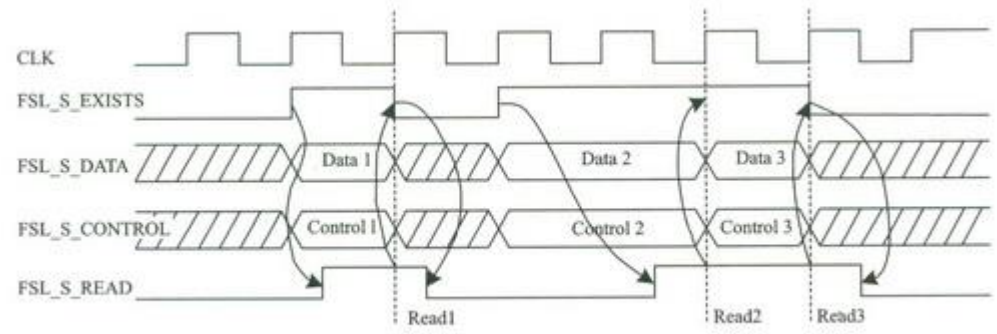 CLK
FSL_S_EXISTS
FSL_S_DATA Data 1 Data 2 Data 3
FSL_S_CONTROL Control 1 Control 2 Control 3
FSL_S_READ
Read1 Read2 Read3